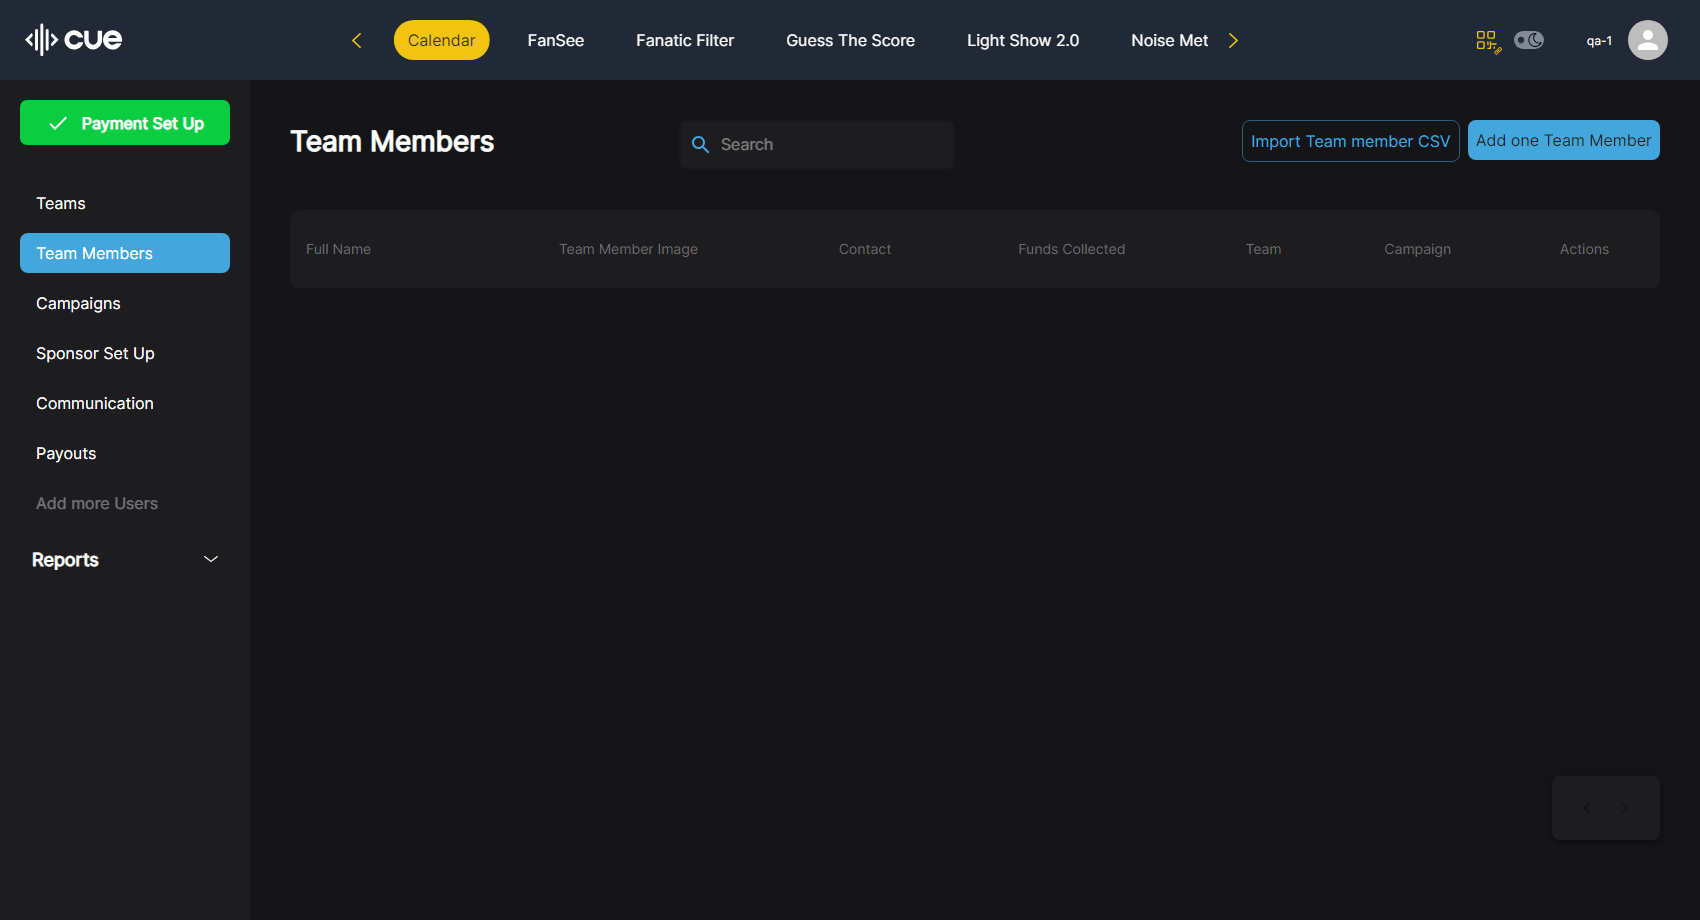 cue
Calendar
FanSee
Fanatic Filter
Guess The Score
Light Show 2.0
Noise Met
qa-1
Payment Set Up
Teams
Team Members
Campaigns
Sponsor Set Up
Communication
Payouts
Add more Users
Reports
Team Members
Search
Import Team member CSV
Add one Team Member
Full Name
Team Member Image
Contact
Funds Collected
Team
Campaign
Actions